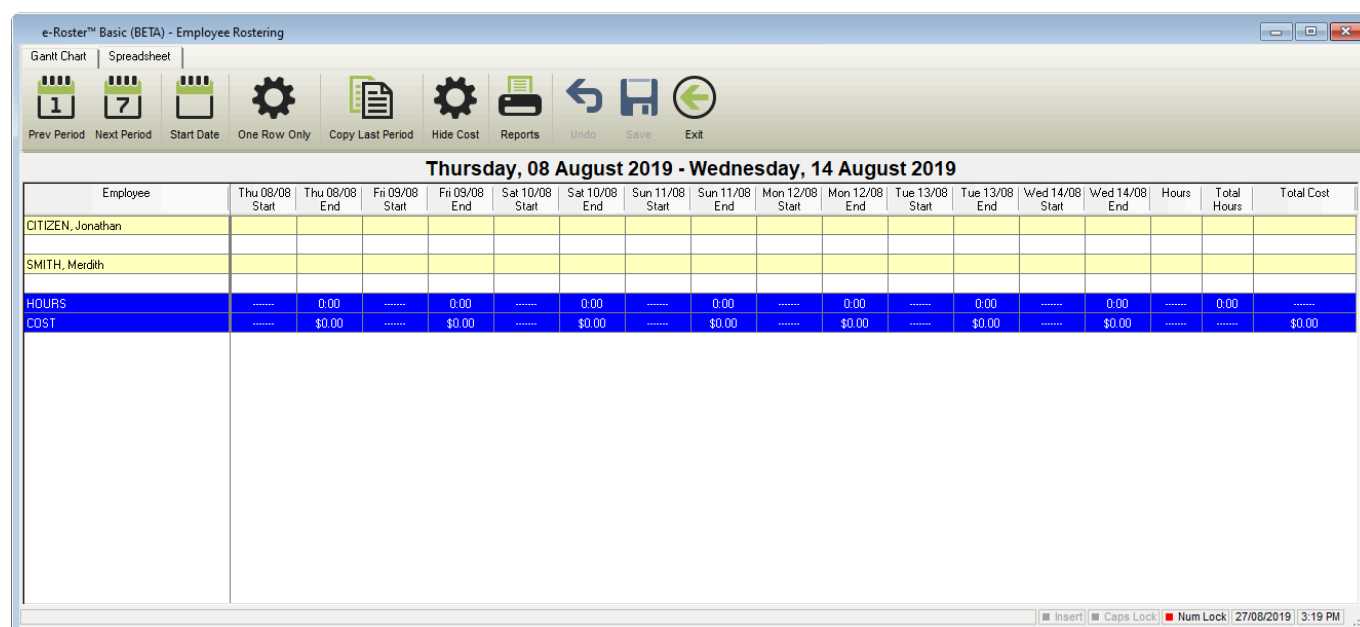 e-Roster™ Basic (BETA) - Employee Rostering
Gantt Chart Spreadsheet
1 7
Prev Period Next Period Start Date One Row Only Copy Last Period Hide Cost Reports Undo Save Exit
Thursday, 08 August 2019 - Wednesday, 14 August 2019
Employee Thu 08/08 Thu 08/08 Fri 09/08 Fri 09/08 Sat 10/08 Sat 10/08 Sun 11/08 Sun 11/08 Mon 12/08 Mon 12/08 Tue 13/08 Tue 13/08 Wed 14/08 Wed 14/08 Hours Total Total Cost
Start End Start End Start End Start End Start End Start End Start End Hours
CITIZEN, Jonathan
SMITH, Merdith
HOURS ------- 0:00 ------- 0:00 ------- 0:00 ------- 0:00 ------- 0:00 ------- 0:00 ------- 0:00 ------- 0:00 -------
COST ------- $0.00 ------- $0.00 ------- $0.00 ------- $0.00 ------- $0.00 ------- $0.00 ------- $0.00 ------- ------- $0.00
Insert Caps Lock Num Lock 27/08/2019 3:19 PM